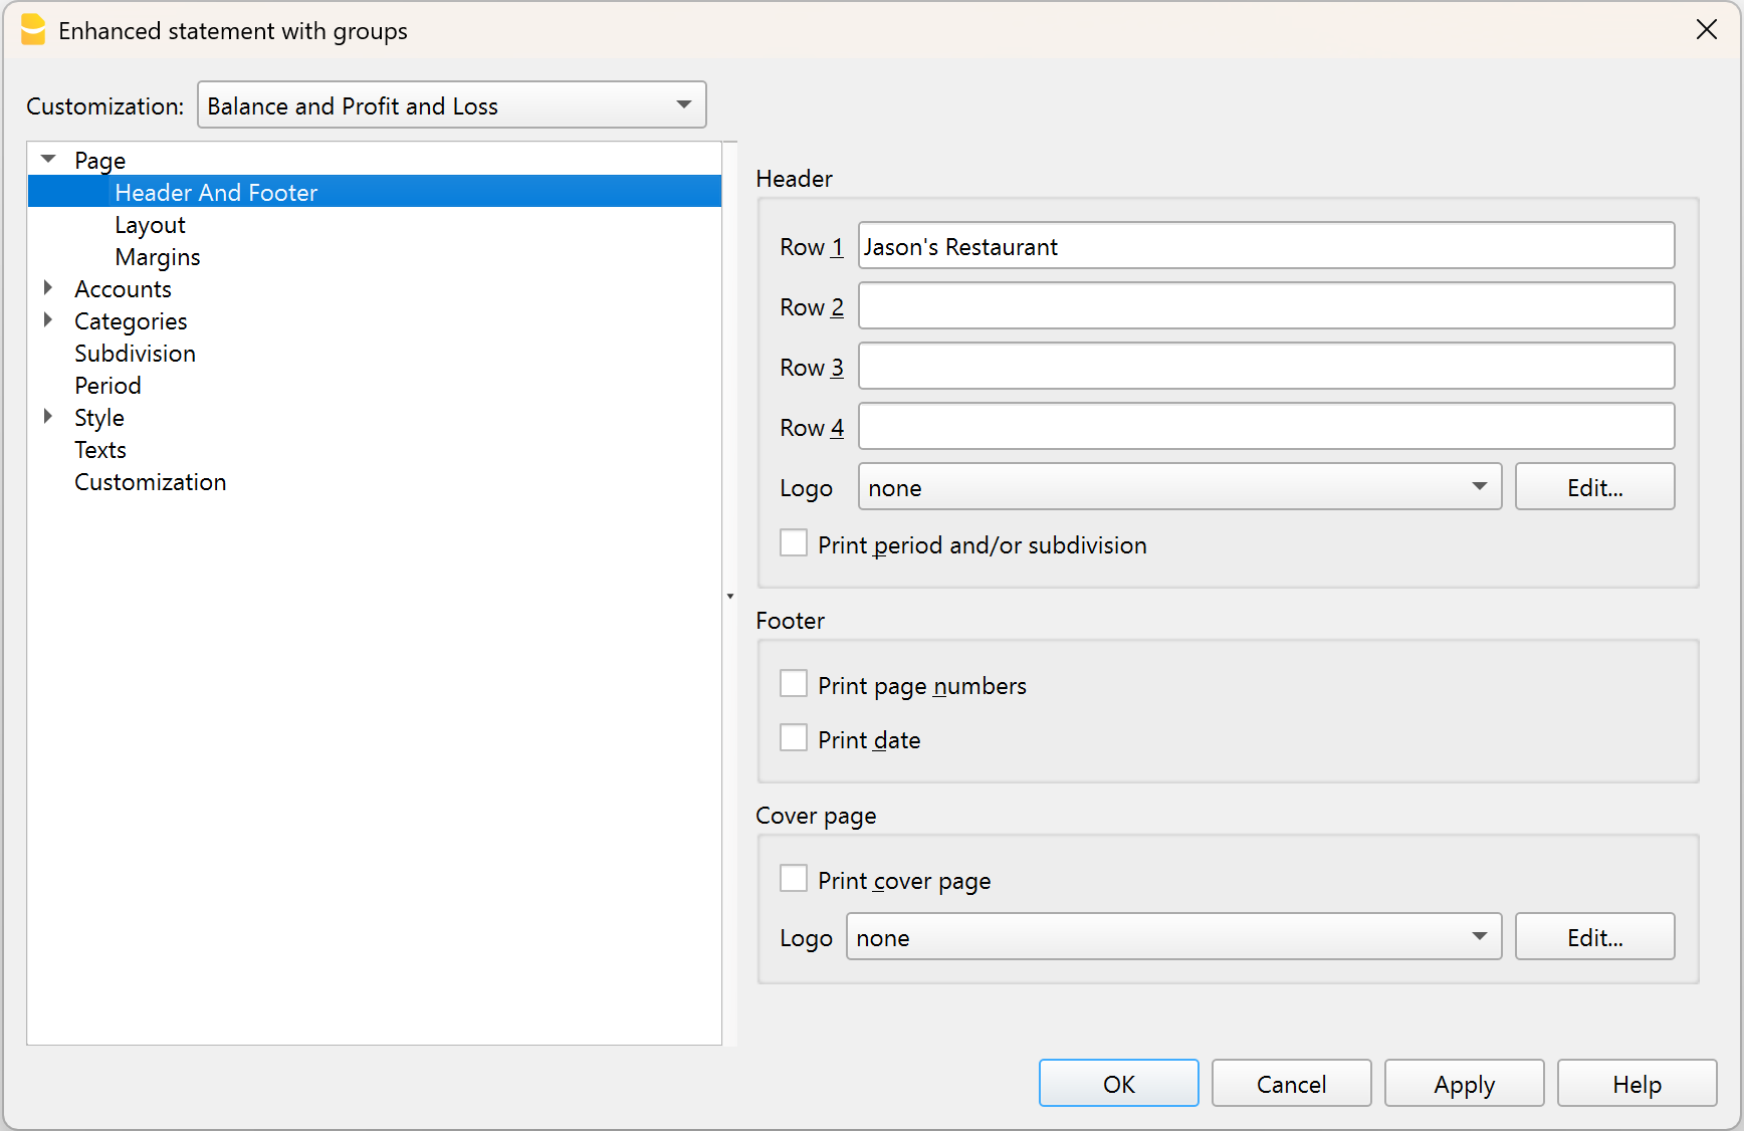 Enhanced statement with groups
Customization: Balance and Profit and Loss
Page
Header And Footer
Layout
Margins
Accounts
Categories
Subdivision
Period
Style
Texts
Customization
Header
Row 1 Jason's Restaurant
Row 2
Row 3
Row 4
Logo none Edit...
Print period and/or subdivision
Footer
Print page numbers
Print date
Cover page
Print cover page
Logo none Edit...
OK Cancel Apply Help